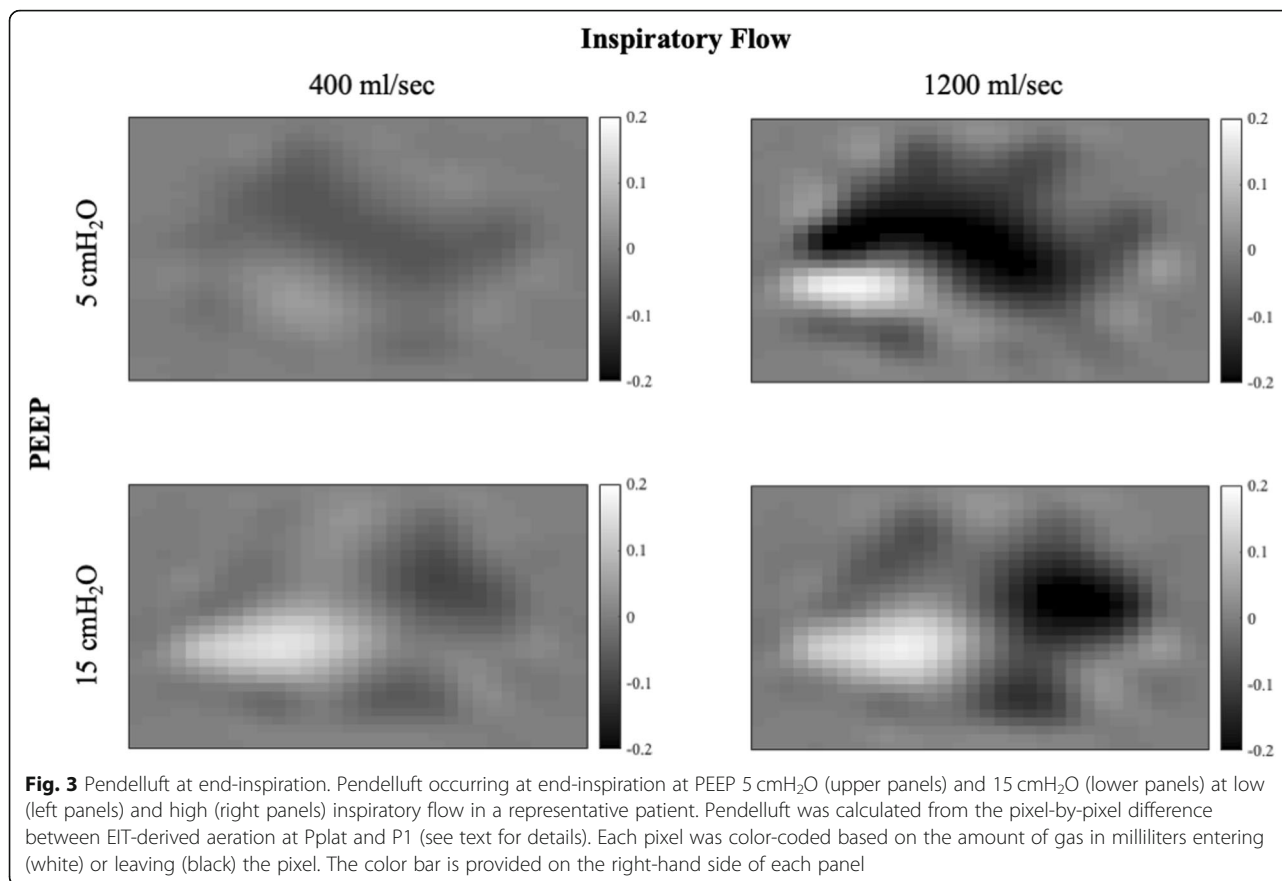 Inspiratory Flow
400 ml/sec
1200 ml/sec
PEEP
5 cmH₂O
0.2
0.1
0
-0.1
-0.2
0.2
0.1
0
-0.1
-0.2
15 cmH₂O
0.2
0.1
0
-0.1
-0.2
0.2
0.1
0
-0.1
-0.2
Fig. 3 Pendelluft at end-inspiration. Pendelluft occurring at end-inspiration at PEEP 5 cmH₂O (upper panels) and 15 cmH₂O (lower panels) at low
(left panels) and high (right panels) inspiratory flow in a representative patient. Pendelluft was calculated from the pixel-by-pixel difference
between EIT-derived aeration at Pplat and P1 (see text for details). Each pixel was color-coded based on the amount of gas in milliliters entering
(white) or leaving (black) the pixel. The color bar is provided on the right-hand side of each panel